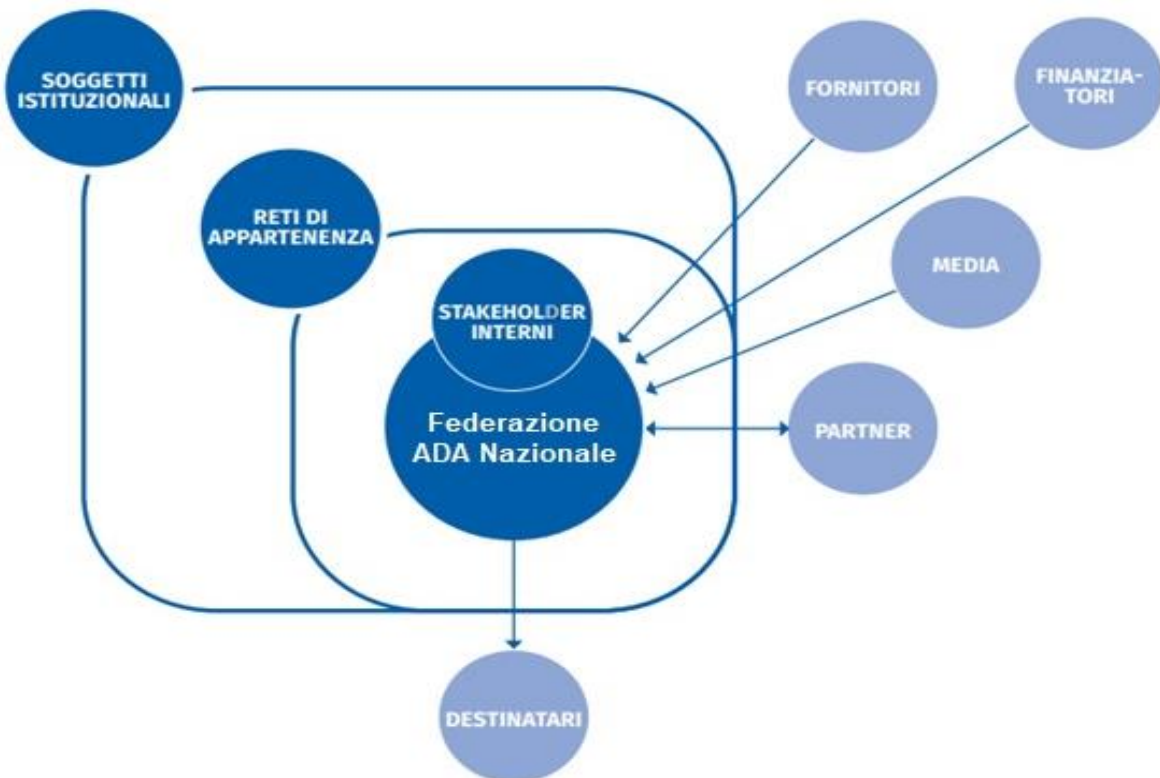 SOGGETTI
ISTITUZIONALI
FORNITORI
FINANZIA-
TORI
RETI DI
APPARTENENZA
MEDIA
STAKEHOLDER
INTERNI
Federazione
ADA Nazionale
PARTNER
DESTINATARI